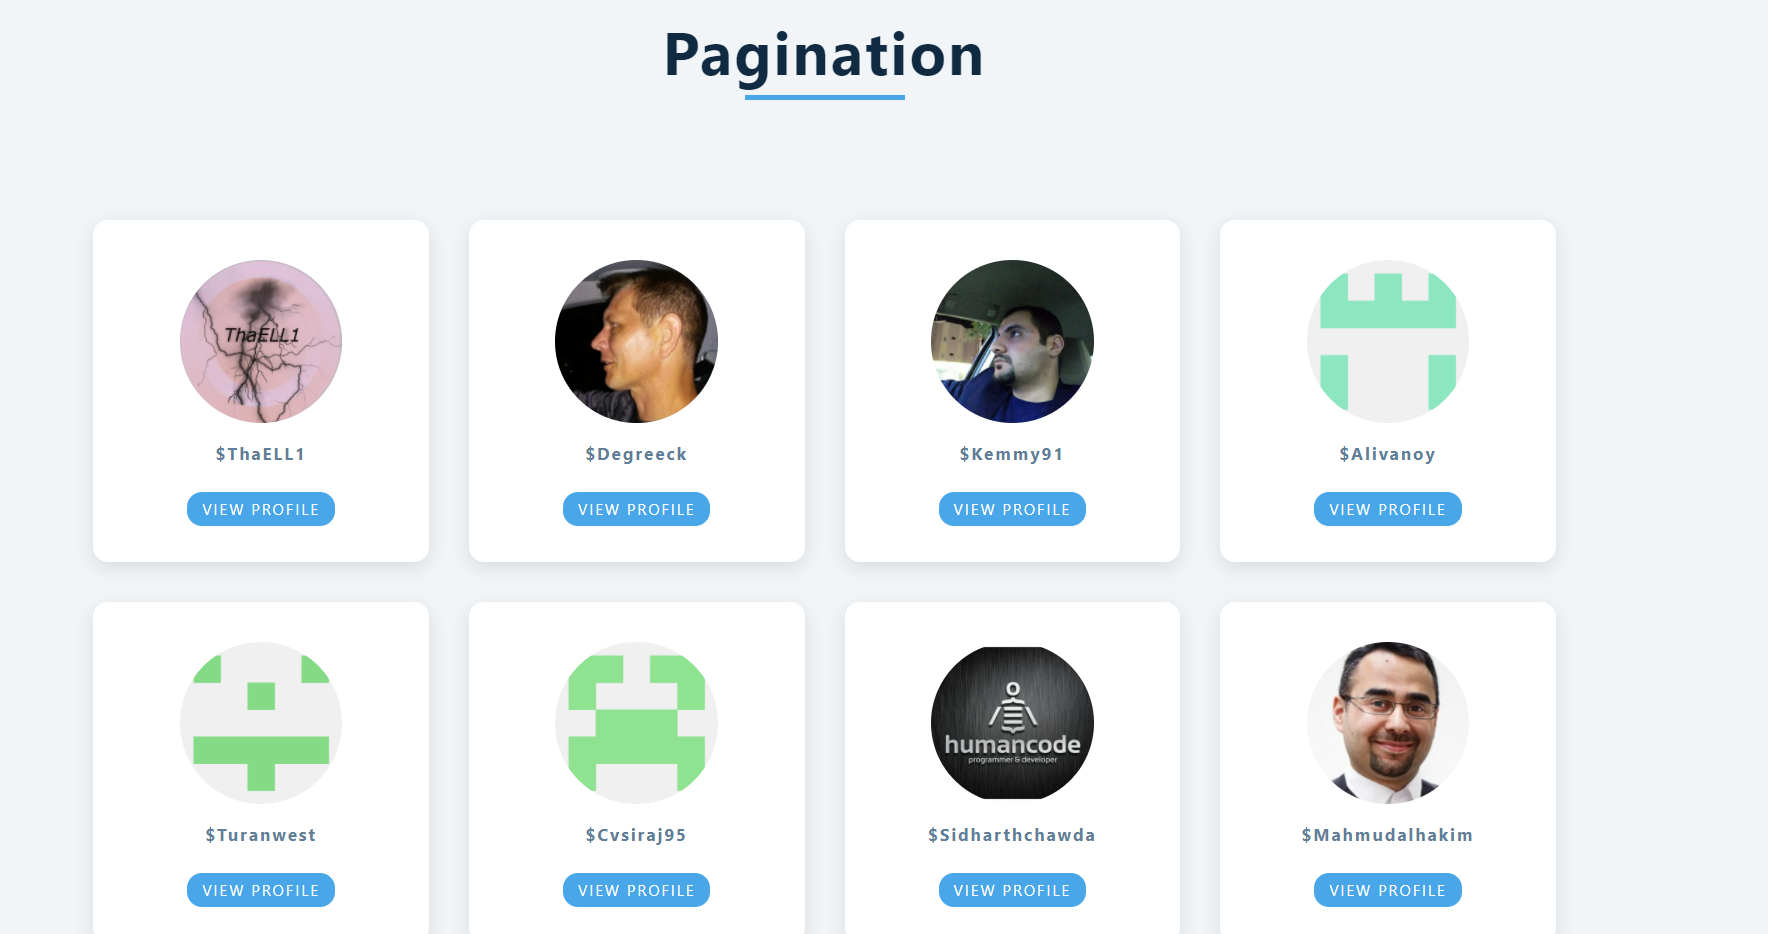 Pagination
ThaELL1
$ThaELL1
$Degreeck
$Kemmy91
$Alivanoy
VIEW PROFILE
VIEW PROFILE
VIEW PROFILE
VIEW PROFILE
humancode
programmer & developer
$Turanwest
$Cvsiraj95
$Sidharthchawda
$Mahmudalhakim
VIEW PROFILE
VIEW PROFILE
VIEW PROFILE
VIEW PROFILE